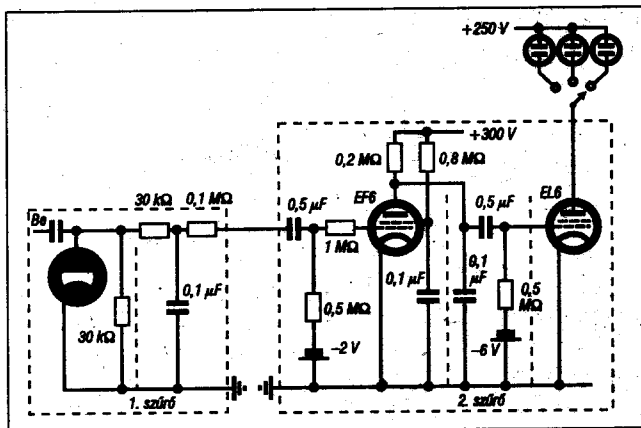 +250 V
+300 V
0,2 MΩ
0,8 MΩ
EF6
EL6
Be
30 kΩ
0,1 MΩ
0,5 µF
1 MΩ
0,5 µF
0,1 µF
0,1 µF
0,1
µF
0,5
MΩ
0,5 MΩ
30 kΩ
–2 V
–6 V
1. szűrő
2. szűrő